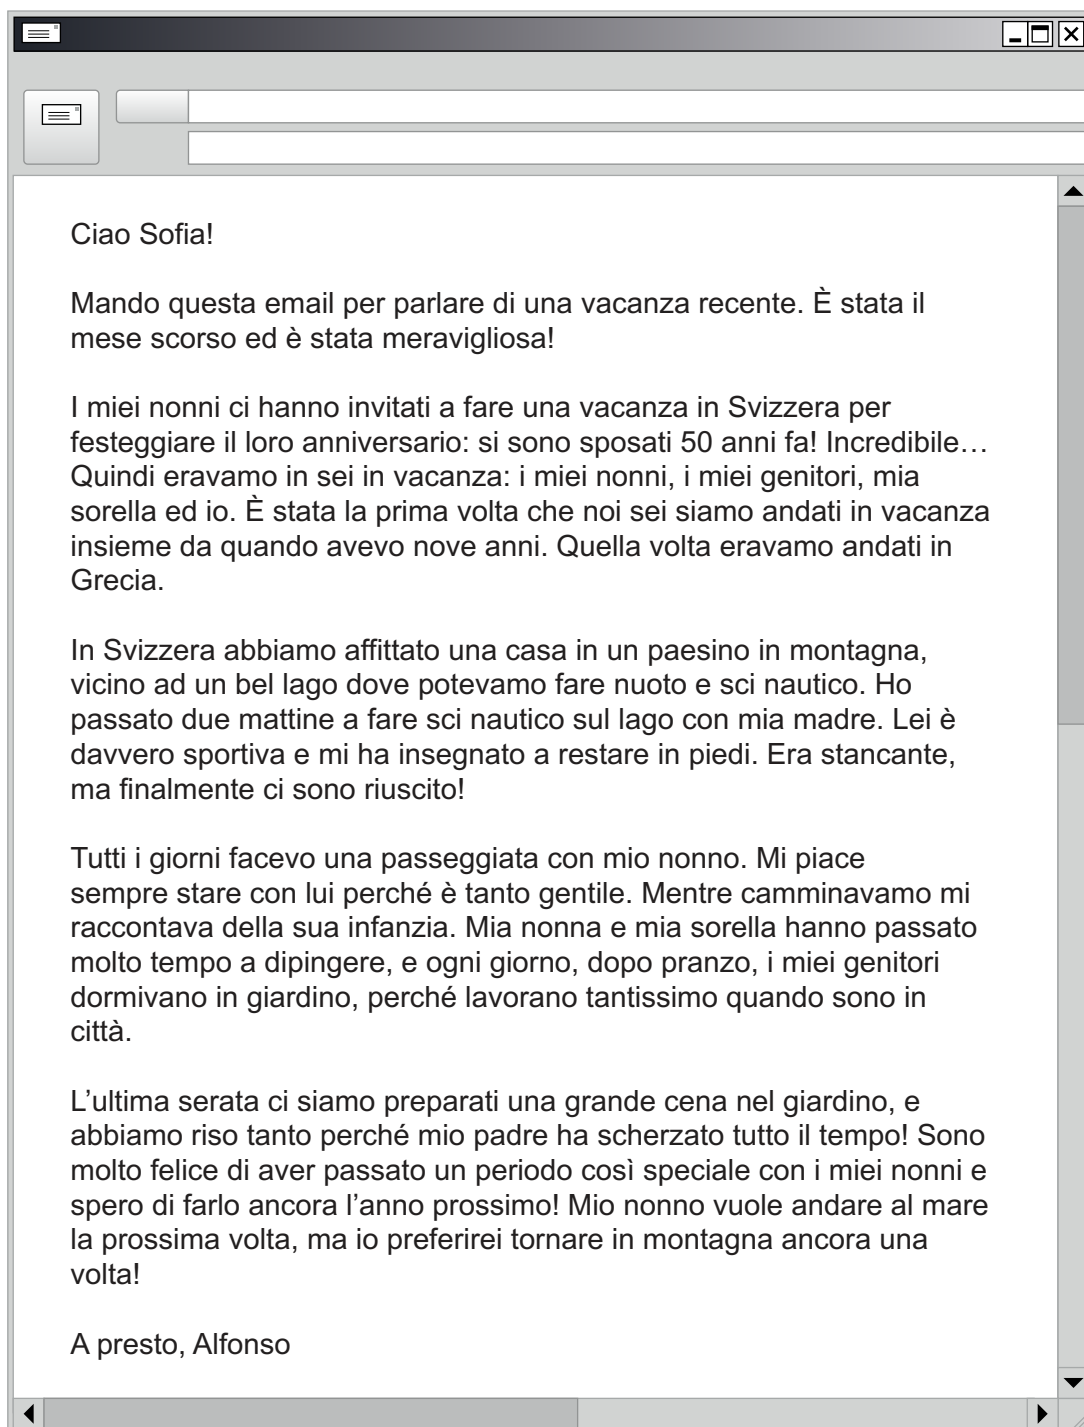 Ciao Sofia!
Mando questa email per parlare di una vacanza recente. È stata il
mese scorso ed è stata meravigliosa!
I miei nonni ci hanno invitati a fare una vacanza in Svizzera per
festeggiare il loro anniversario: si sono sposati 50 anni fa! Incredibile…
Quindi eravamo in sei in vacanza: i miei nonni, i miei genitori, mia
sorella ed io. È stata la prima volta che noi sei siamo andati in vacanza
insieme da quando avevo nove anni. Quella volta eravamo andati in
Grecia.
In Svizzera abbiamo affittato una casa in un paesino in montagna,
vicino ad un bel lago dove potevamo fare nuoto e sci nautico. Ho
passato due mattine a fare sci nautico sul lago con mia madre. Lei è
davvero sportiva e mi ha insegnato a restare in piedi. Era stancante,
ma finalmente ci sono riuscito!
Tutti i giorni facevo una passeggiata con mio nonno. Mi piace
sempre stare con lui perché è tanto gentile. Mentre camminavamo mi
raccontava della sua infanzia. Mia nonna e mia sorella hanno passato
molto tempo a dipingere, e ogni giorno, dopo pranzo, i miei genitori
dormivano in giardino, perché lavorano tantissimo quando sono in
città.
L’ultima serata ci siamo preparati una grande cena nel giardino, e
abbiamo riso tanto perché mio padre ha scherzato tutto il tempo! Sono
molto felice di aver passato un periodo così speciale con i miei nonni e
spero di farlo ancora l’anno prossimo! Mio nonno vuole andare al mare
la prossima volta, ma io preferirei tornare in montagna ancora una
volta!
A presto, Alfonso